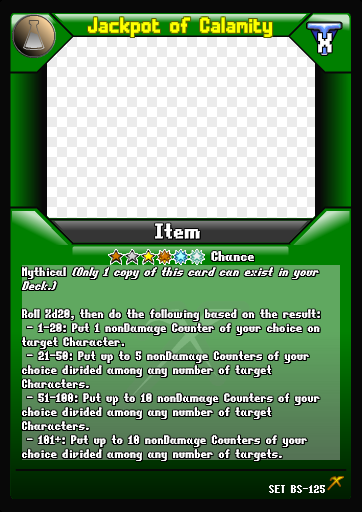 Jackpot of Calamity
X
Item
Chance
Mythical (Only 1 copy of this card can exist in your
Deck.)
Roll Xd20, then do the following based on the result:
- 1-20: Put 1 nonDamage Counter of your choice on
target Character.
- 21-50: Put up to 5 nonDamage Counters of your
choice divided among any number of target
Characters.
- 51-100: Put up to 10 nonDamage Counters of your
choice divided among any number of target
Characters.
- 101+: Put up to 10 nonDamage Counters of your
choice divided among any number of targets.
SET BS-125